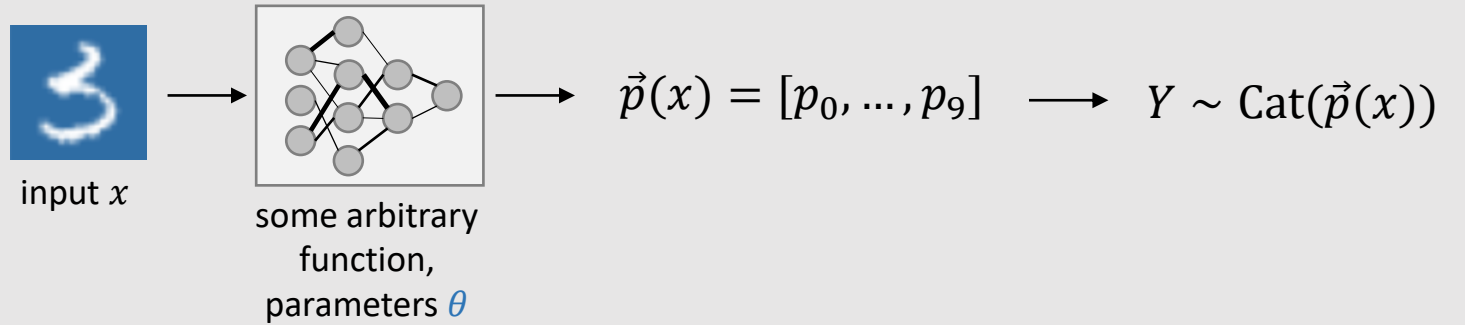 p⃗(x) = [p₀, … , p₉]
Y ~ Cat(p⃗(x))
input x
some arbitrary
function,
parameters θ